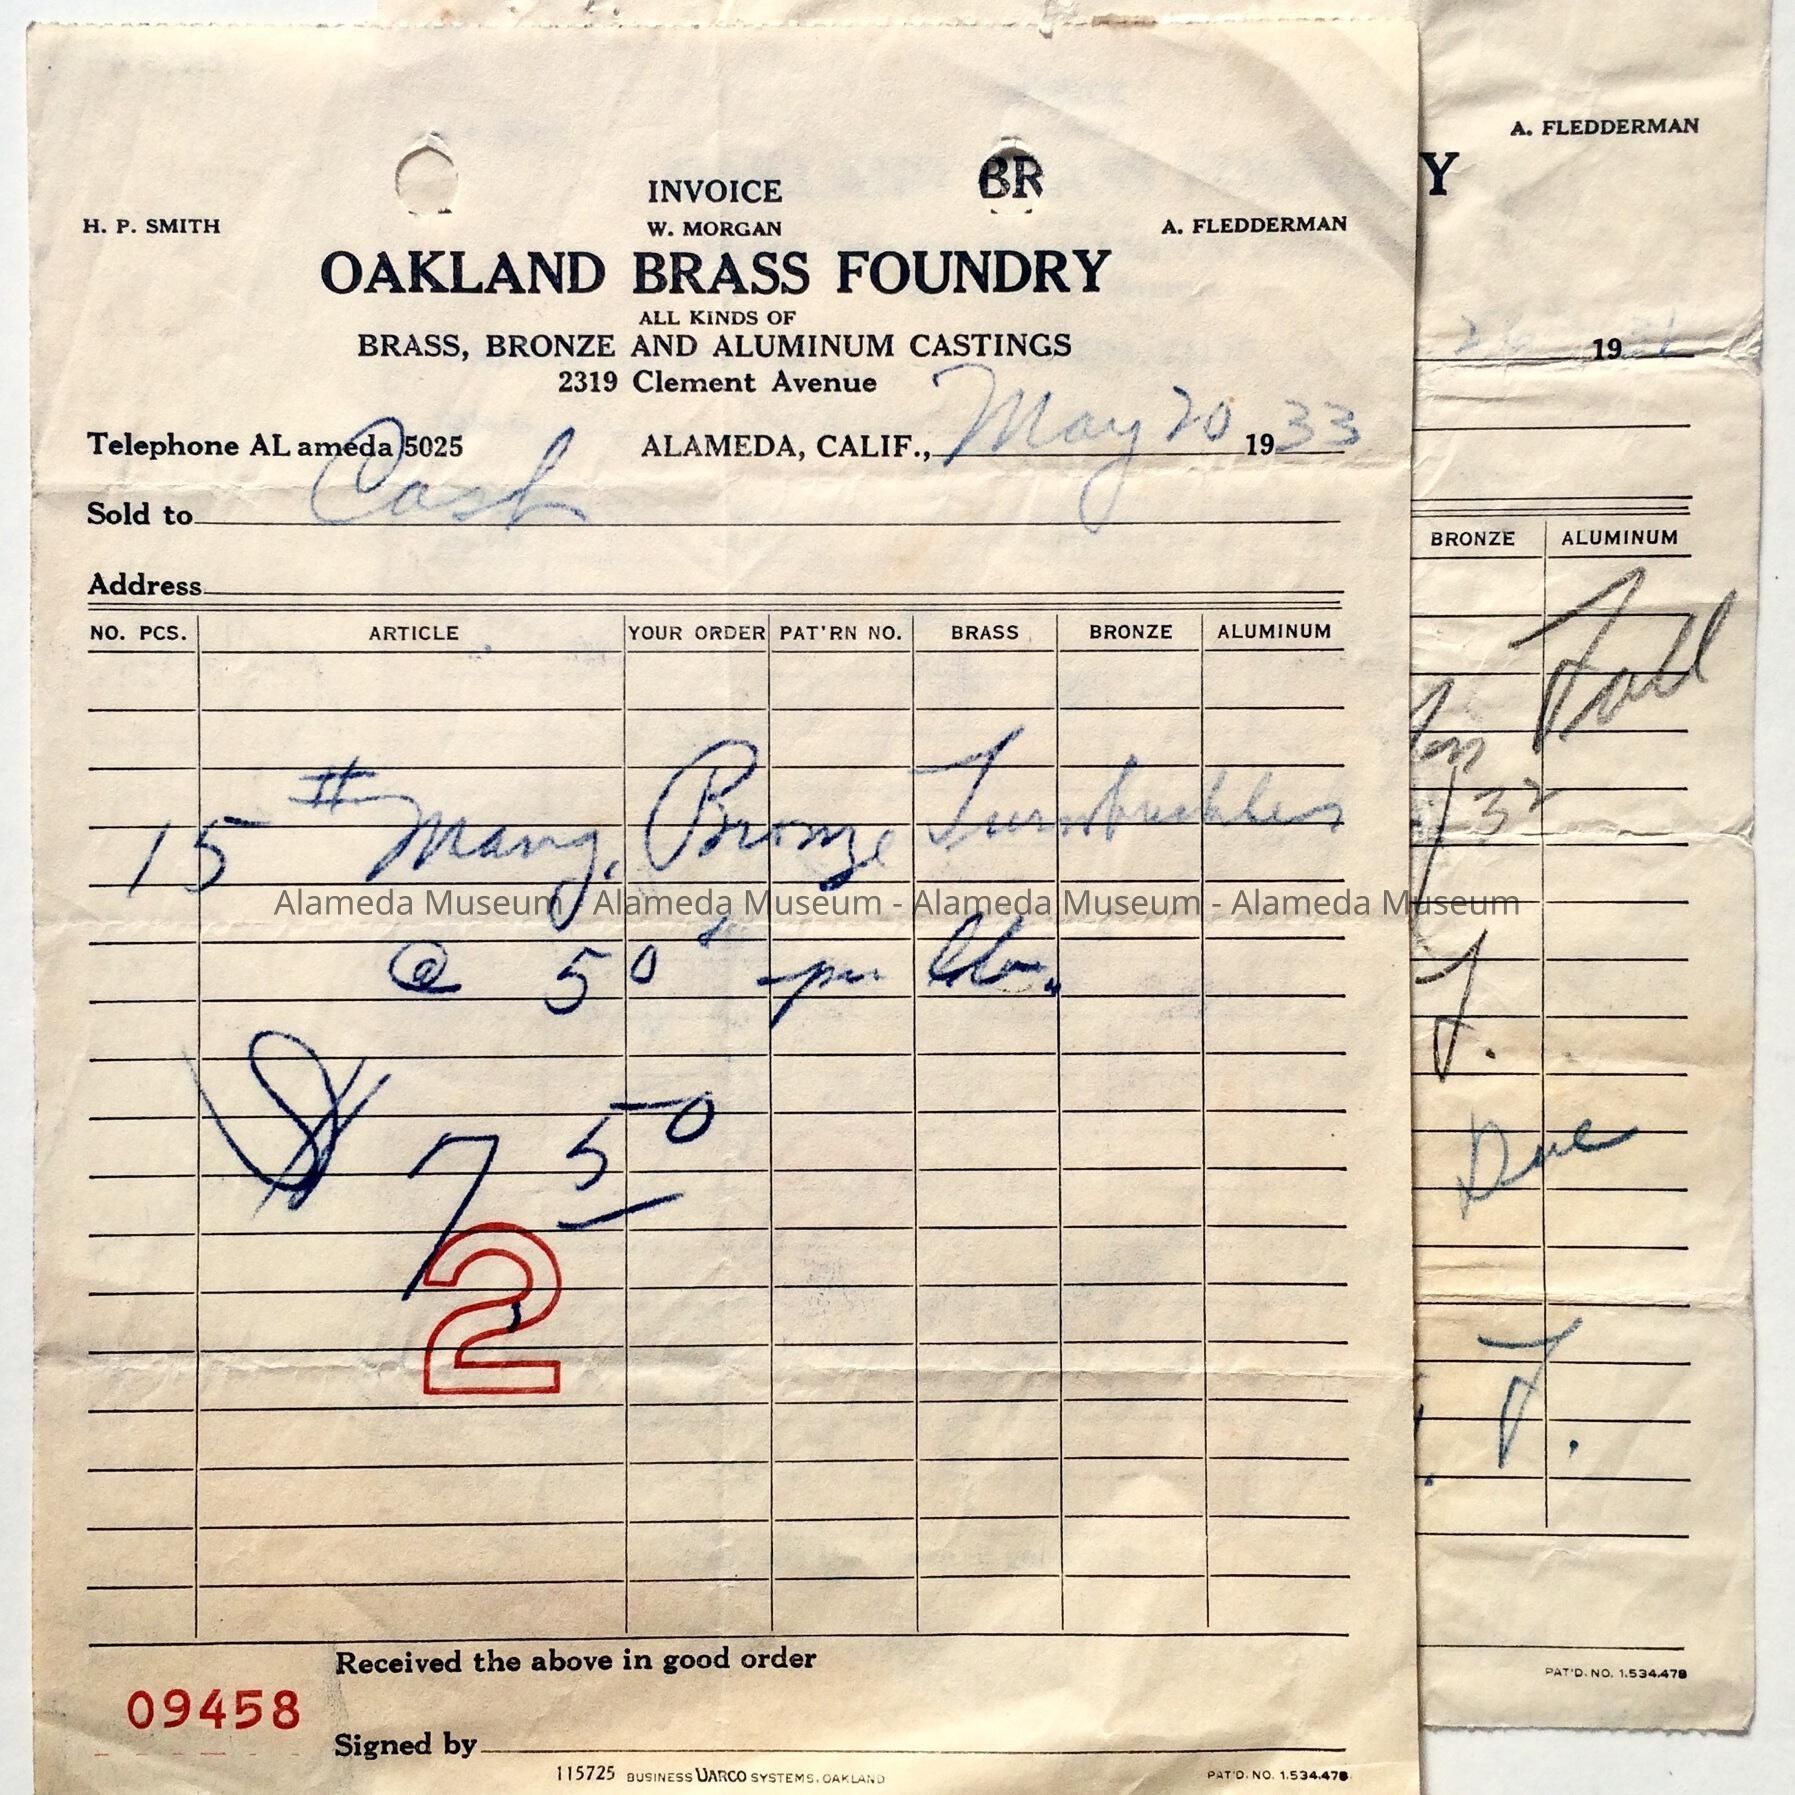 INVOICE
BR
H. P. SMITH W. MORGAN A. FLEDDERMAN
OAKLAND BRASS FOUNDRY
ALL KINDS OF
BRASS, BRONZE AND ALUMINUM CASTINGS
2319 Clement Avenue
Telephone ALameda 5025 ALAMEDA, CALIF., May 20 1933
Sold to Cash
Address
NO. PCS. ARTICLE YOUR ORDER PAT'RN NO. BRASS BRONZE ALUMINUM
15 # Mang. Bronze Turnbuckles
Alameda Museum - Alameda Museum - Alameda Museum - Alameda Museum
@ 50¢ per lb.
$ 7 50
2
Received the above in good order
09458
Signed by
115725 BUSINESS UARCO SYSTEMS, OAKLAND PAT'D. NO. 1.534.478
A. FLEDDERMAN
Y
19
BRONZE ALUMINUM
32
J.
Due
J.
PAT'D. NO. 1.534.478